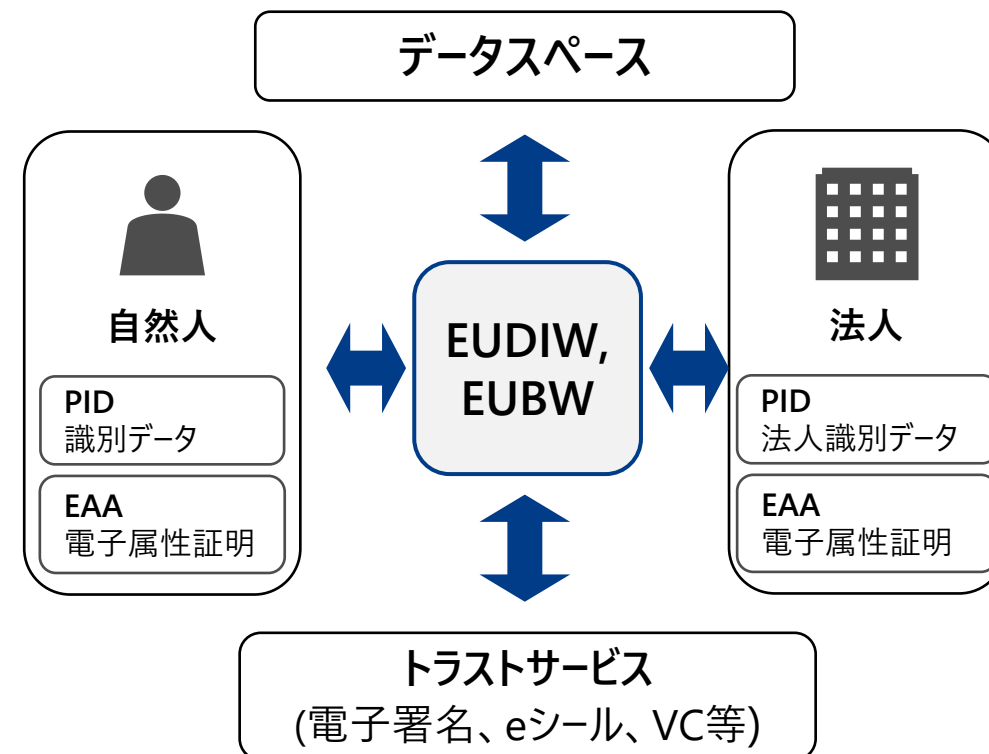 データスペース
自然人
PID
識別データ
EAA
電子属性証明
EUDIW,
EUBW
法人
PID
法人識別データ
EAA
電子属性証明
トラストサービス
(電子署名、eシール、VC等)